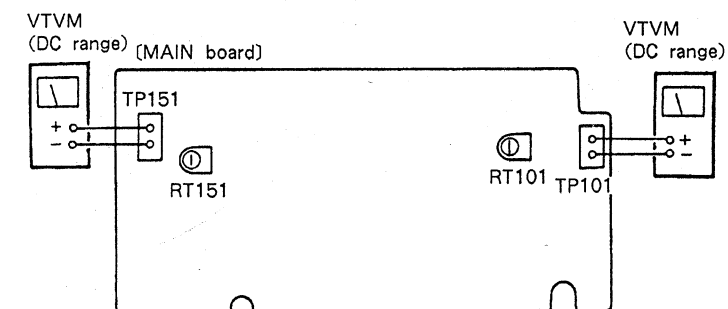 VTVM
(DC range)
[MAIN board]
TP151
+
−
RT151
VTVM
(DC range)
+
−
RT101
TP101